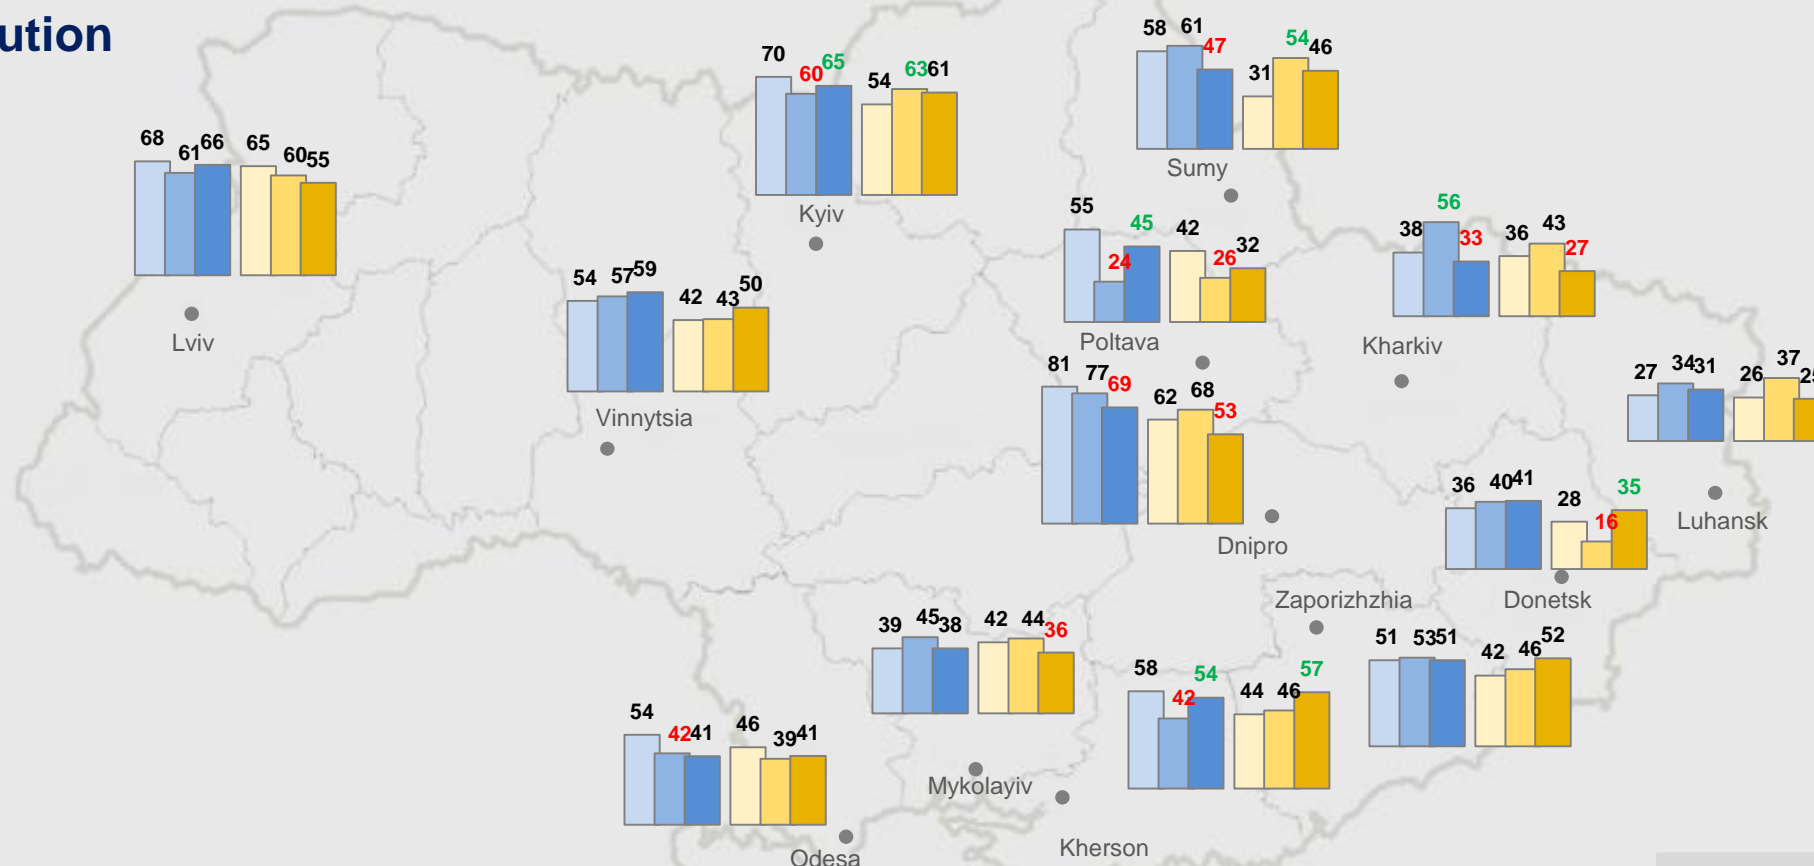 ution
68 61 66 65 60 55
Lviv
54 57 59 42 43 50
Vinnytsia
70 60 65 54 63 61
Kyiv
58 61 47 31 54 46
Sumy
55 24 45 42 26 32
Poltava
38 56 33 36 43 27
Kharkiv
81 77 69 62 68 53
Dnipro
27 34 31 26 37 25
Luhansk
36 40 41 28 16 35
Donetsk
Zaporizhzhia
51 53 51 42 46 52
39 45 38 42 44 36
Mykolayiv
58 42 54 44 46 57
Kherson
54 42 41 46 39 41
Odesa